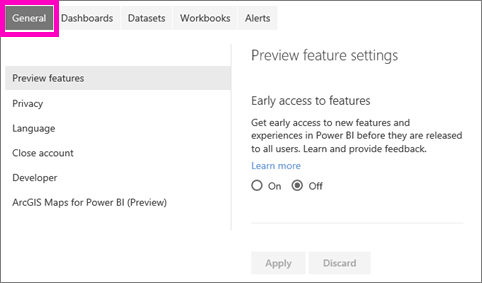 General Dashboards Datasets Workbooks Alerts
Preview features
Privacy
Language
Close account
Developer
ArcGIS Maps for Power BI (Preview)
Preview feature settings
Early access to features
Get early access to new features and
experiences in Power BI before they are released
to all users. Learn and provide feedback.
Learn more
On Off
Apply Discard